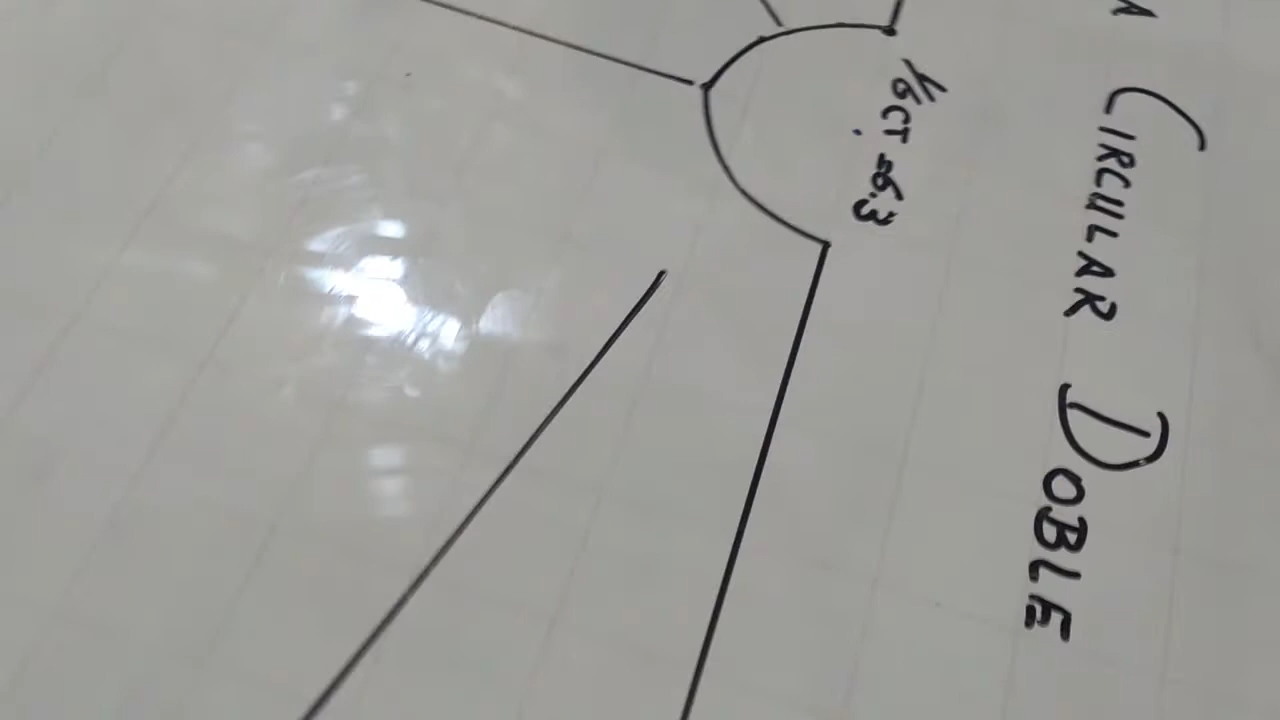 CIRCULAR DOBLE
1/6 CT = 6.3